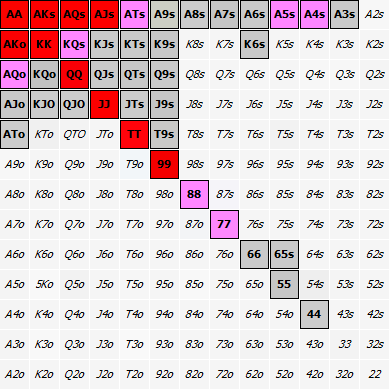 AA AKs AQs AJs ATs A9s A8s A7s A6s A5s A4s A3s A2s
AKo KK KQs KJs KTs K9s K8s K7s K6s K5s K4s K3s K2s
AQo KQo QQ QJs QTs Q9s Q8s Q7s Q6s Q5s Q4s Q3s Q2s
AJo KJO QJO JJ JTs J9s J8s J7s J6s J5s J4s J3s J2s
ATo KTo QTO JTo TT T9s T8s T7s T6s T5s T4s T3s T2s
A9o K9o Q9o J9o T9o 99 98s 97s 96s 95s 94s 93s 92s
A8o K8o Q8o J8o T8o 98o 88 87s 86s 85s 84s 83s 82s
A7o K7o Q7o J7o T7o 97o 87o 77 76s 75s 74s 73s 72s
A6o K6o Q6o J6o T6o 96o 86o 76o 66 65s 64s 63s 62s
A5o 5Ko Q5o J5o T5o 95o 85o 75o 65o 55 54s 53s 52s
A4o K4o Q4o J4o T4o 94o 84o 74o 64o 54o 44 43s 42s
A3o K3o Q3o J3o T3o 93o 83o 73o 63o 53o 43o 33 32s
A2o K2o Q2o J2o T2o 92o 82o 72o 62o 52o 42o 32o 22